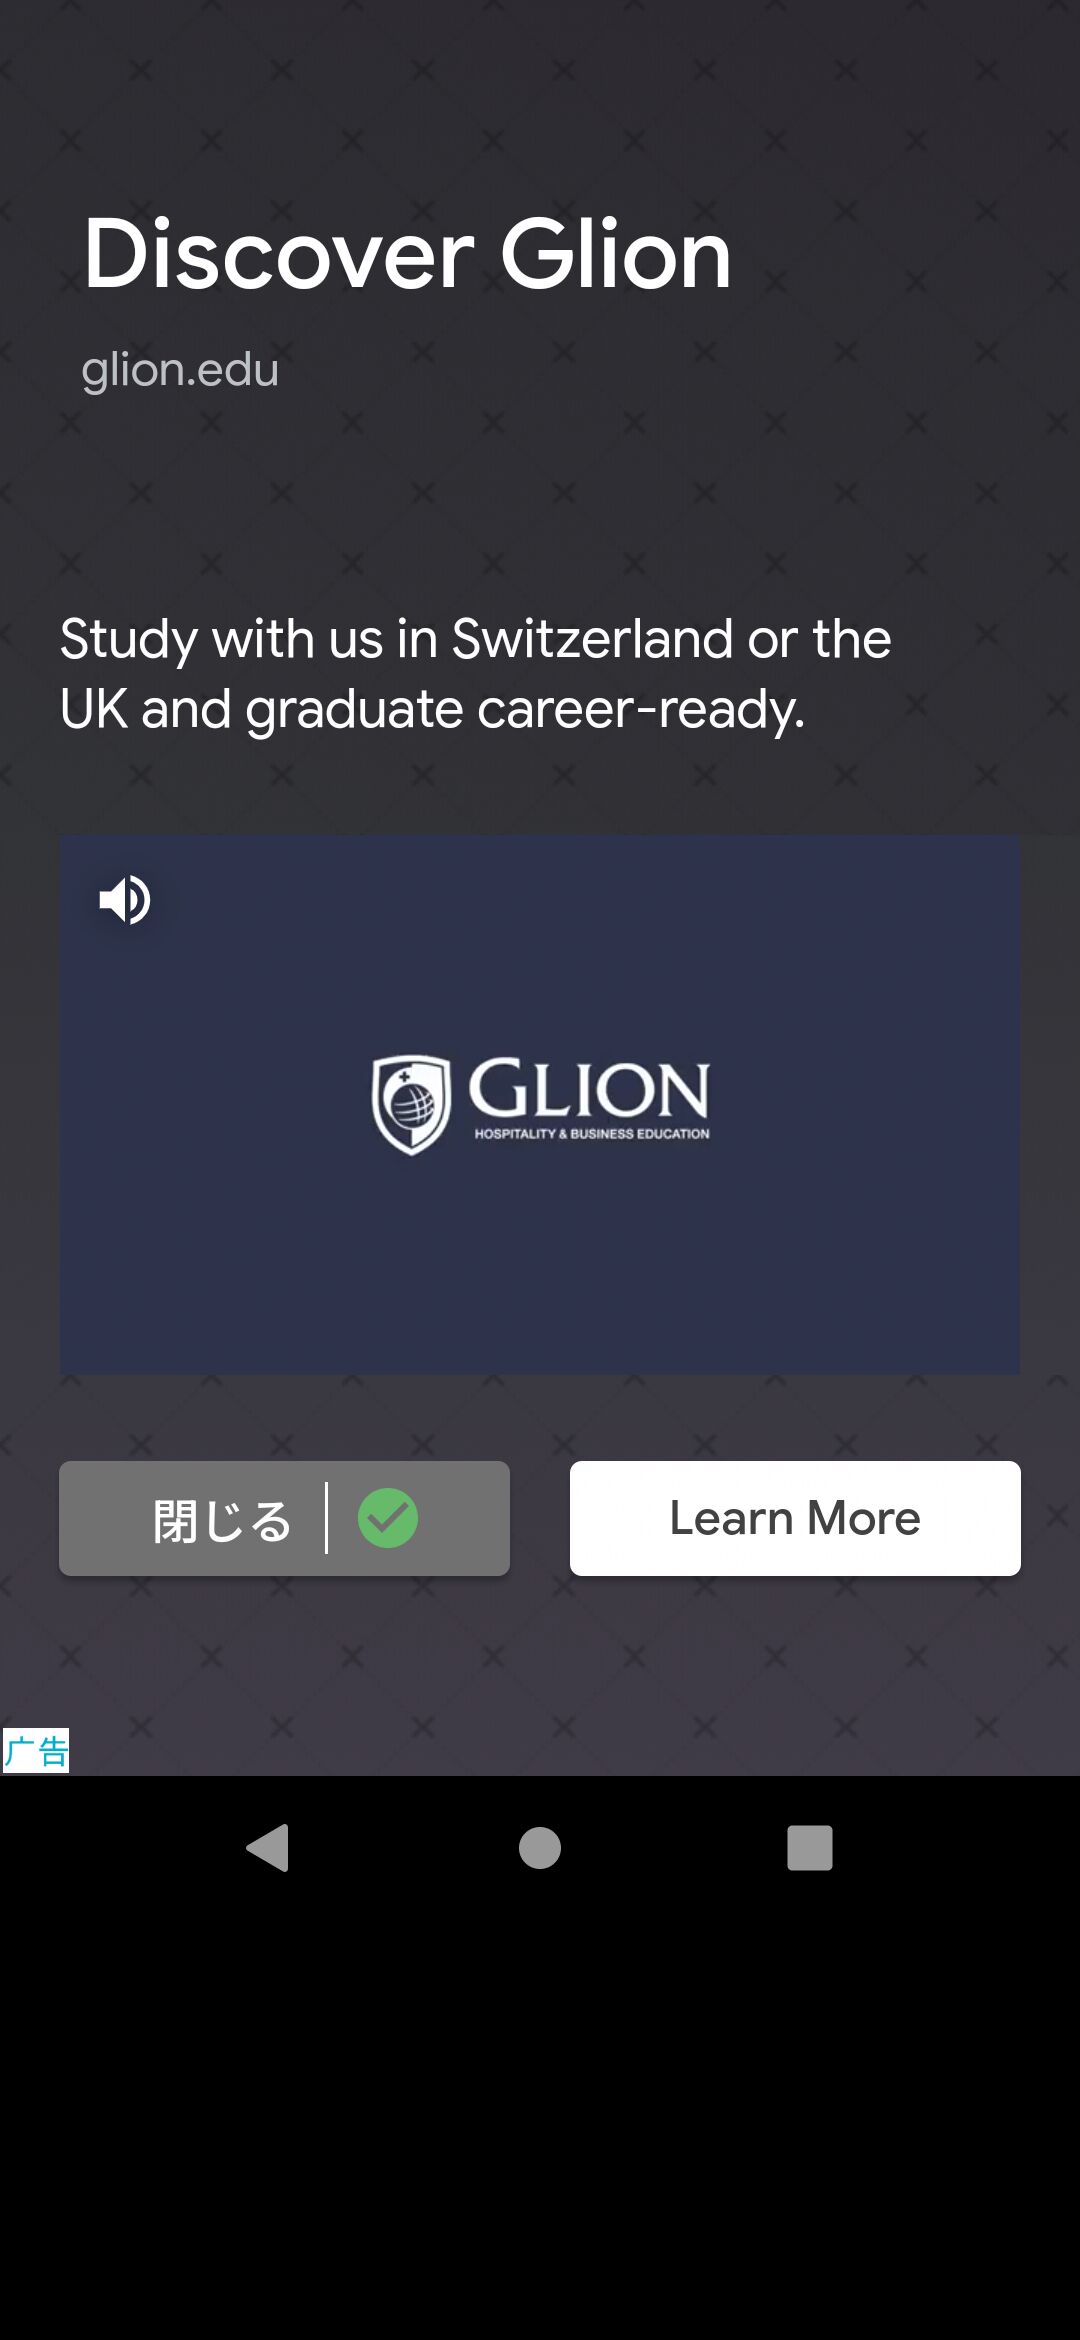 Discover Glion
glion.edu
Study with us in Switzerland or the
UK and graduate career-ready.
GLION
HOSPITALITY & BUSINESS EDUCATION
閉じる
Learn More
广告